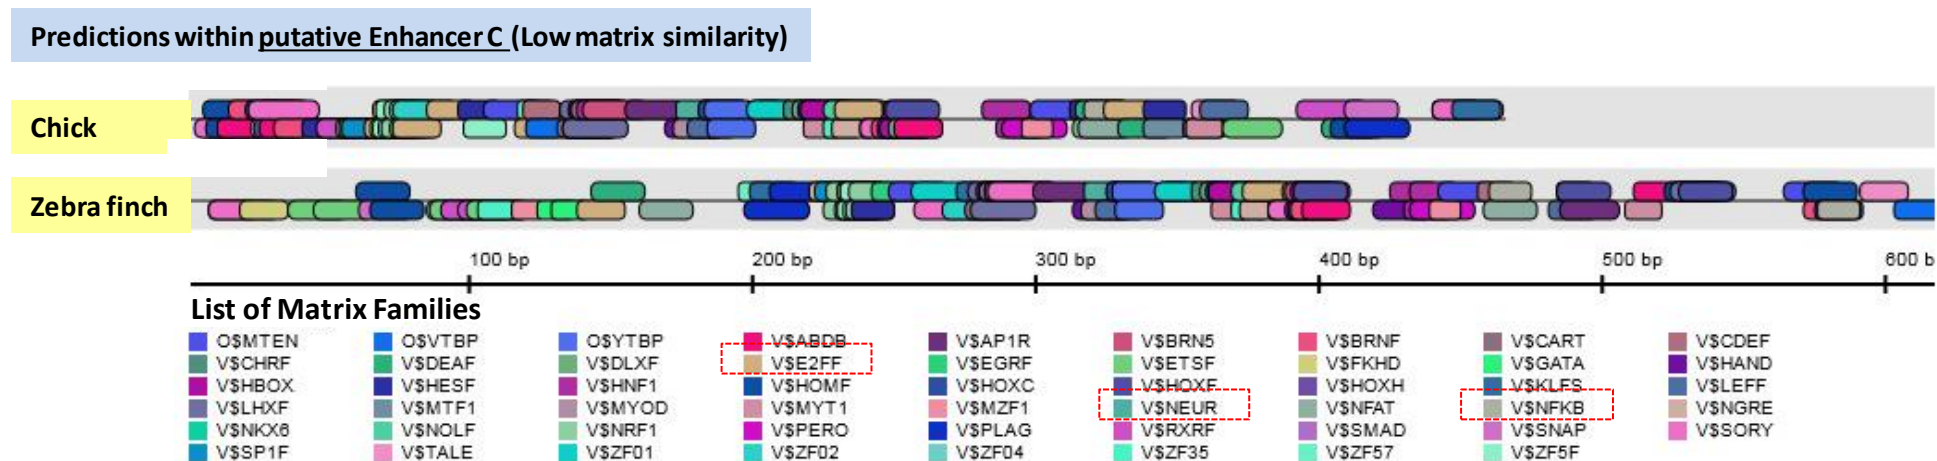 Predictions within putative Enhancer C (Low matrix similarity)
Chick
Zebra finch
100 bp 200 bp 300 bp 400 bp 500 bp 600 b
List of Matrix Families
O$MTEN O$VTBP O$YTBP V$ABDB V$AP1R V$BRN5 V$BRNF V$CART V$CDEF
V$CHRF V$DEAF V$DLXF V$E2FF V$EGRF V$ETSF V$FKHD V$GATA V$HAND
V$HBOX V$HESF V$HNF1 V$HOMF V$HOXC V$HOXF V$HOXH V$KLFS V$LEFF
V$LHXF V$MTF1 V$MYOD V$MYT1 V$MZF1 V$NEUR V$NFAT V$NFKB V$NGRE
V$NKX6 V$NOLF V$NRF1 V$PERO V$PLAG V$RXRF V$SMAD V$SNAP V$SORY
V$SP1F V$TALE V$ZF01 V$ZF02 V$ZF04 V$ZF35 V$ZF57 V$ZF5F